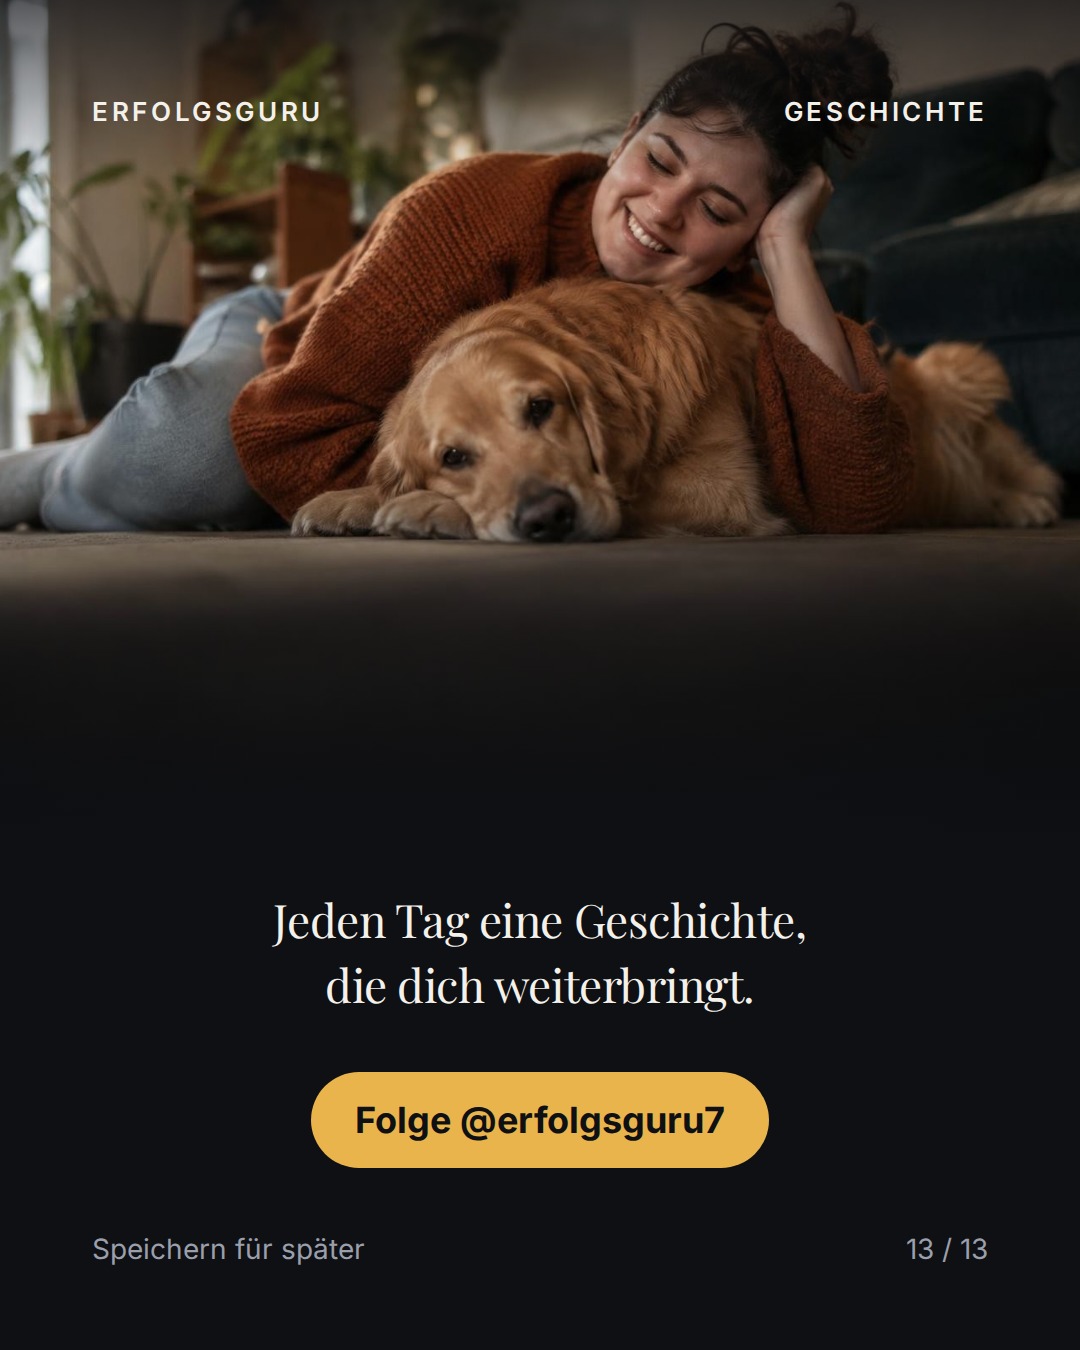 ERFOLGSGURU
GESCHICHTE
Jeden Tag eine Geschichte,
die dich weiterbringt.
Folge @erfolgsguru7
Speichern für später
13 / 13